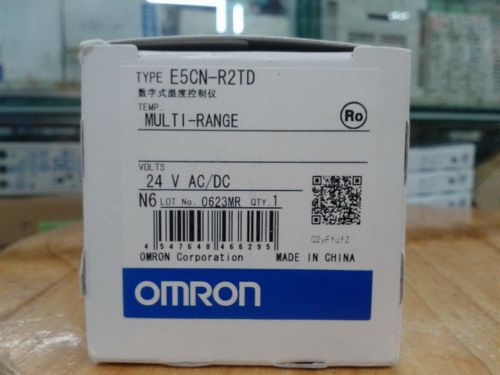 TYPE E5CN-R2TD
数字式温度控制仪
TEMP.
MULTI-RANGE
Ro
VOLTS
24 V AC/DC
N6 LOT No. 0623MR QTY.1
4 547648 466295
Q2yFfufZ
OMRON Corporation MADE IN CHINA
OMRON